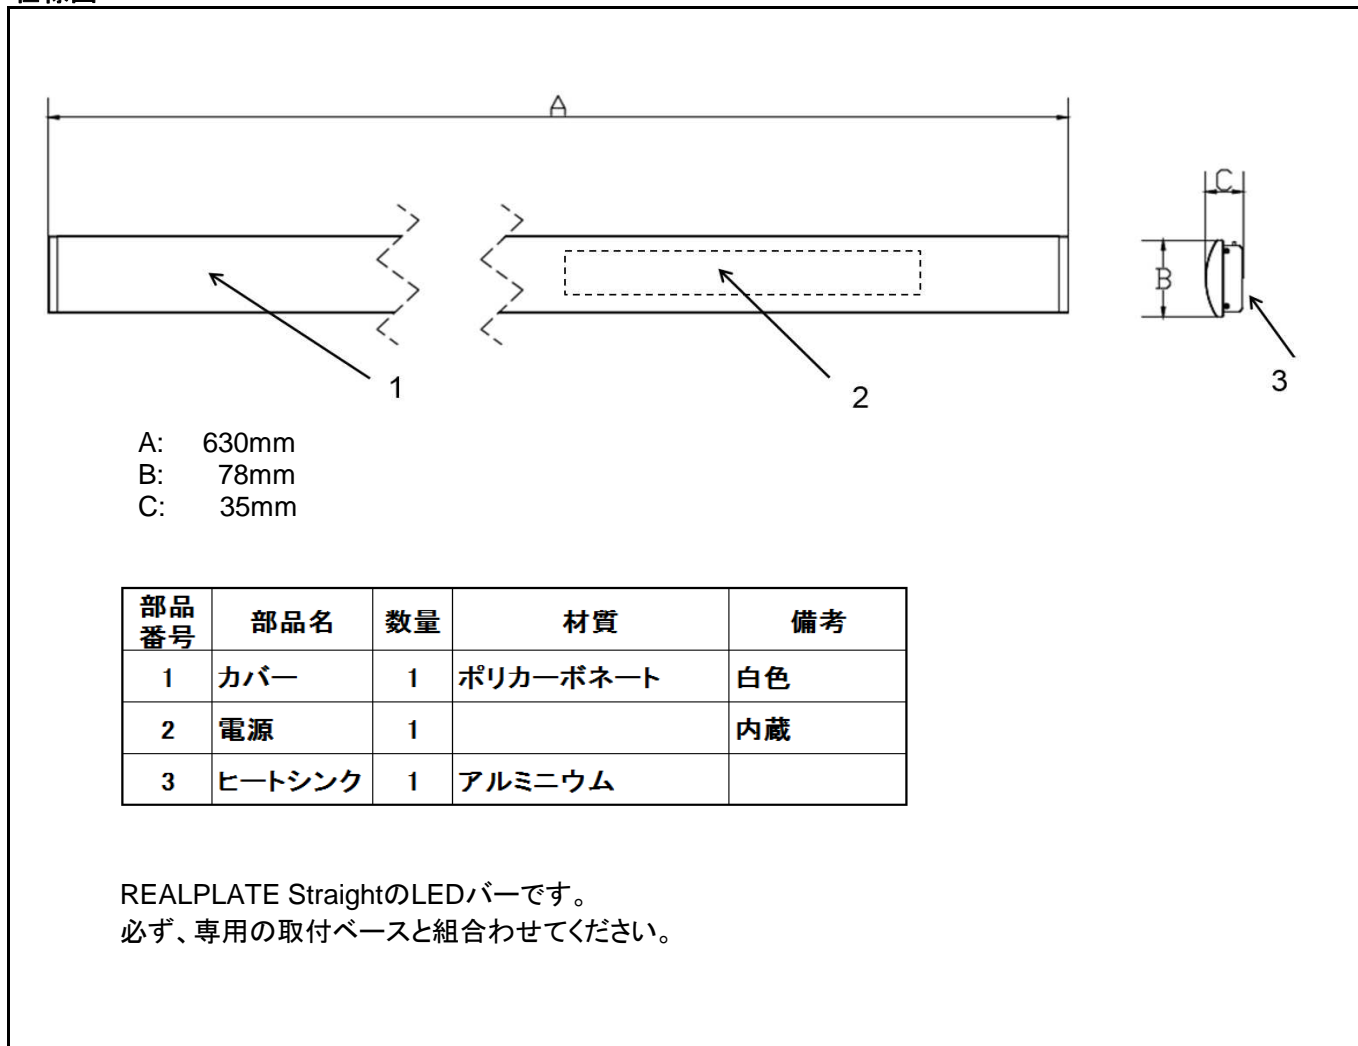 A
C
B
1
2
3
A: 630mm
B: 78mm
C: 35mm
部品番号 部品名 数量 材質 備考
1 カバー 1 ポリカーボネート 白色
2 電源 1 内蔵
3 ヒートシンク 1 アルミニウム
REALPLATE StraightのLEDバーです。
必ず、専用の取付ベースと組合わせてください。